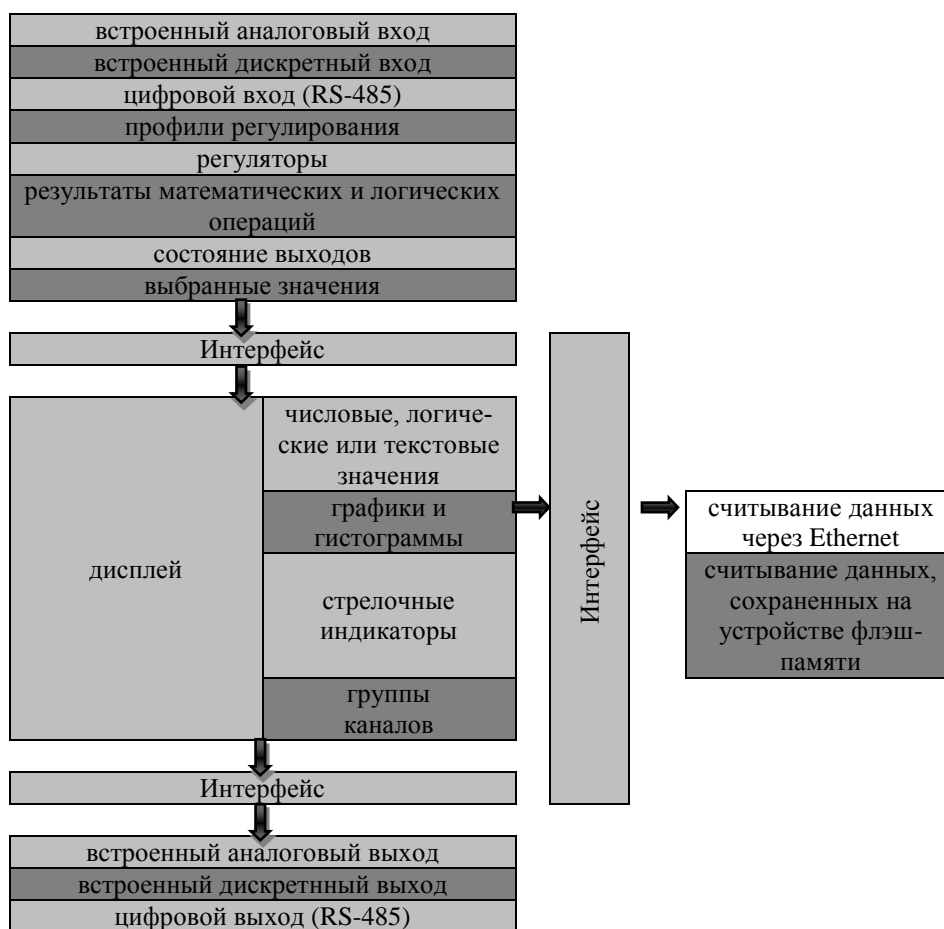 встроенный аналоговый вход
встроенный дискретный вход
цифровой вход (RS-485)
профили регулирования
регуляторы
результаты математических и логических
операций
состояние выходов
выбранные значения
Интерфейс
дисплей
числовые, логиче-
ские или текстовые
значения
графики и
гистограммы
стрелочные
индикаторы
группы
каналов
Интерфейс
считывание данных
через Ethernet
считывание данных,
сохраненных на
устройстве флэш-
памяти
Интерфейс
встроенный аналоговый выход
встроенный дискретнный выход
цифровой выход (RS-485)